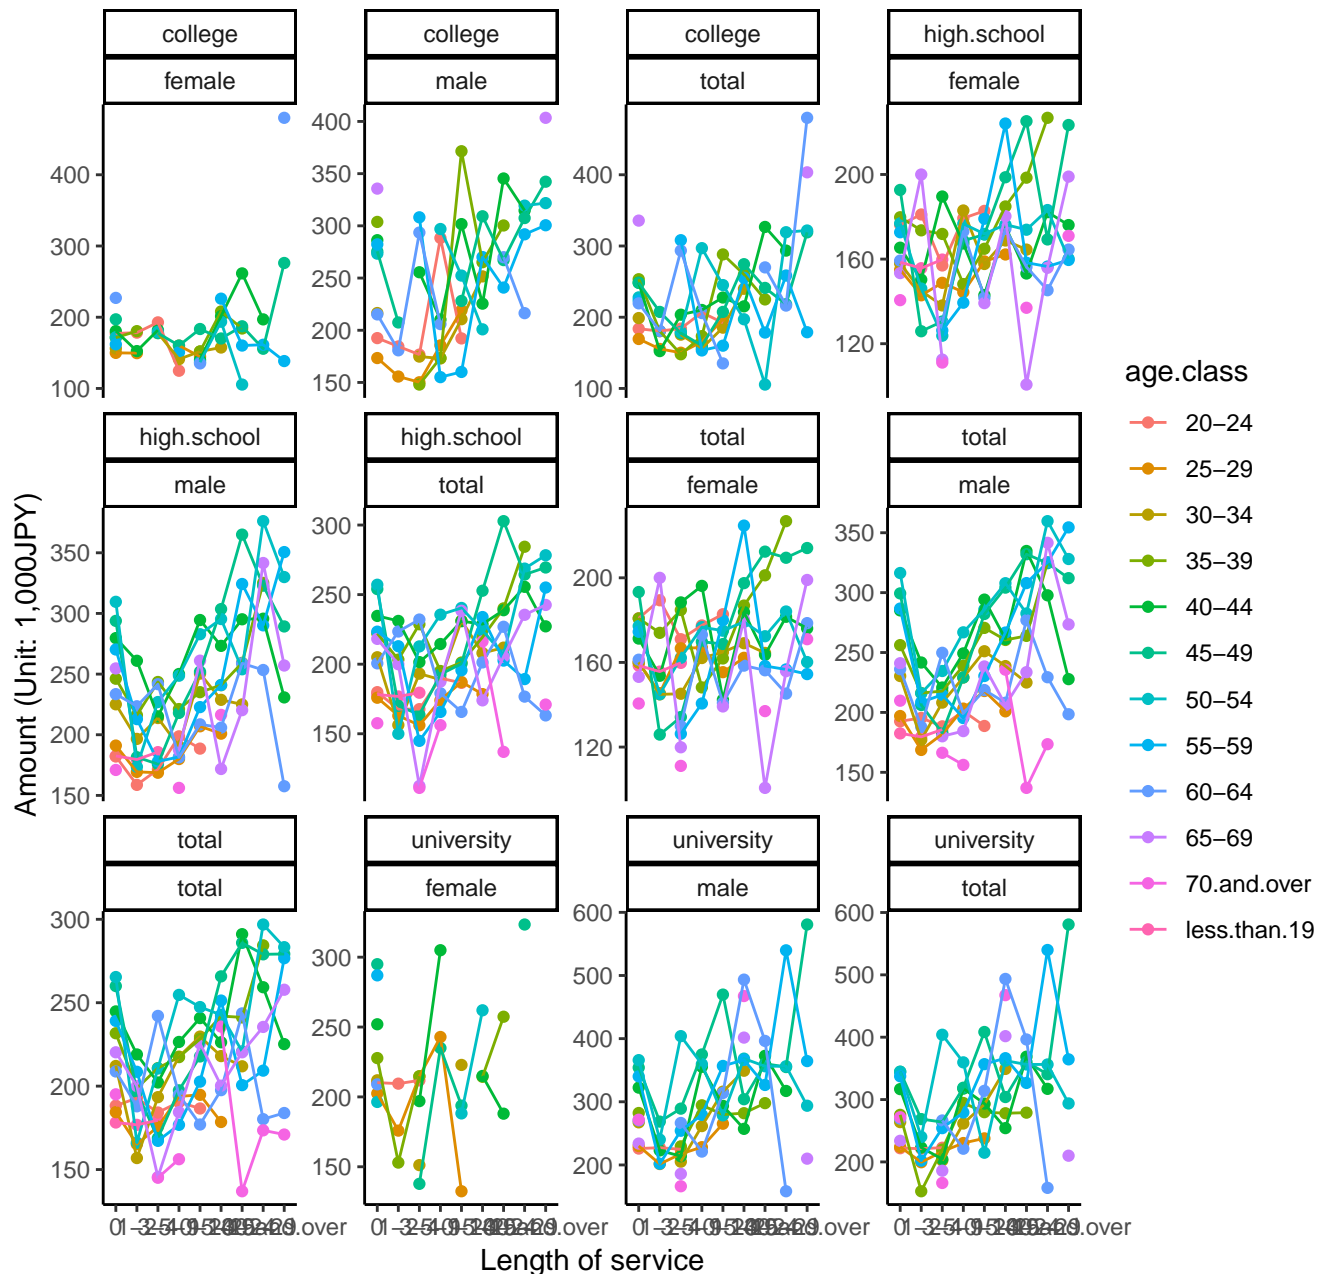 college
female
college
male
college
total
high.school
female
400
300
200
100
400
350
300
250
200
150
400
300
200
100
200
160
120
high.school
male
high.school
total
total
female
total
male
350
300
250
200
150
300
250
200
150
200
160
120
350
300
250
200
150
total
total
university
female
university
male
university
total
300
250
200
150
300
250
200
150
600
500
400
300
200
600
500
400
300
200
Length of service
Amount (Unit: 1,000JPY)
age.class
20−24
25−29
30−34
35−39
40−44
45−49
50−54
55−59
60−64
65−69
70.and.over
less.than.19